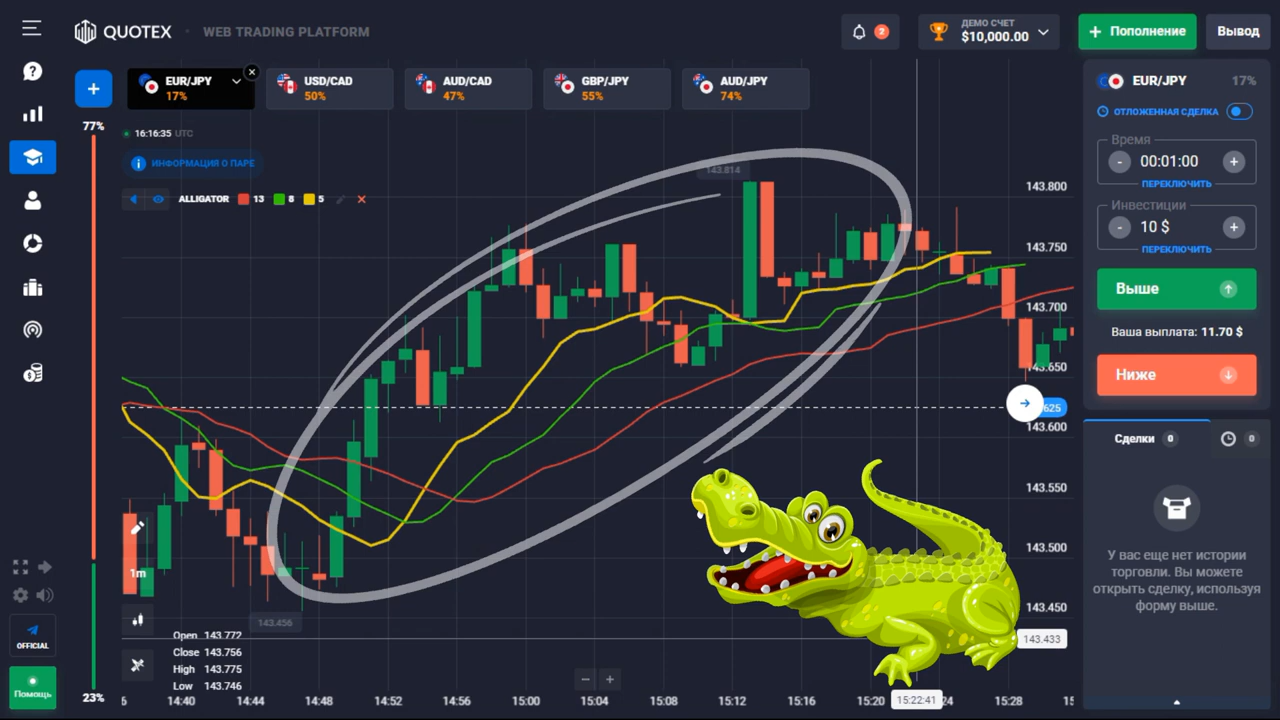 QUOTEX
WEB TRADING PLATFORM
2
ДЕМО СЧЕТ
$10,000.00
+ Пополнение
Вывод
EUR/JPY
17%
USD/CAD
50%
AUD/CAD
47%
GBP/JPY
55%
AUD/JPY
74%
EUR/JPY 17%
ОТЛОЖЕННАЯ СДЕЛКА
77%
16:16:35 UTC
ИНФОРМАЦИЯ О ПАРЕ
ALLIGATOR 13 8 5
143.814
143.800
143.750
143.700
143.650
625
143.600
143.550
143.500
143.450
143.433
143.456
1m
Open 143.772
Close 143.756
High 143.775
Low 143.746
14:40 14:44 14:48 14:52 14:56 15:00 15:04 15:08 15:12 15:16 15:20 15:22:41 24 15:28
Время
- 00:01:00 +
ПЕРЕКЛЮЧИТЬ
Инвестиции
- 10 $ +
ПЕРЕКЛЮЧИТЬ
Выше
Ваша выплата: 11.70 $
Ниже
Сделки 0
0
У вас еще нет истории
торговли. Вы можете
открыть сделку, используя
форму выше.
OFFICIAL
Помощь
23%